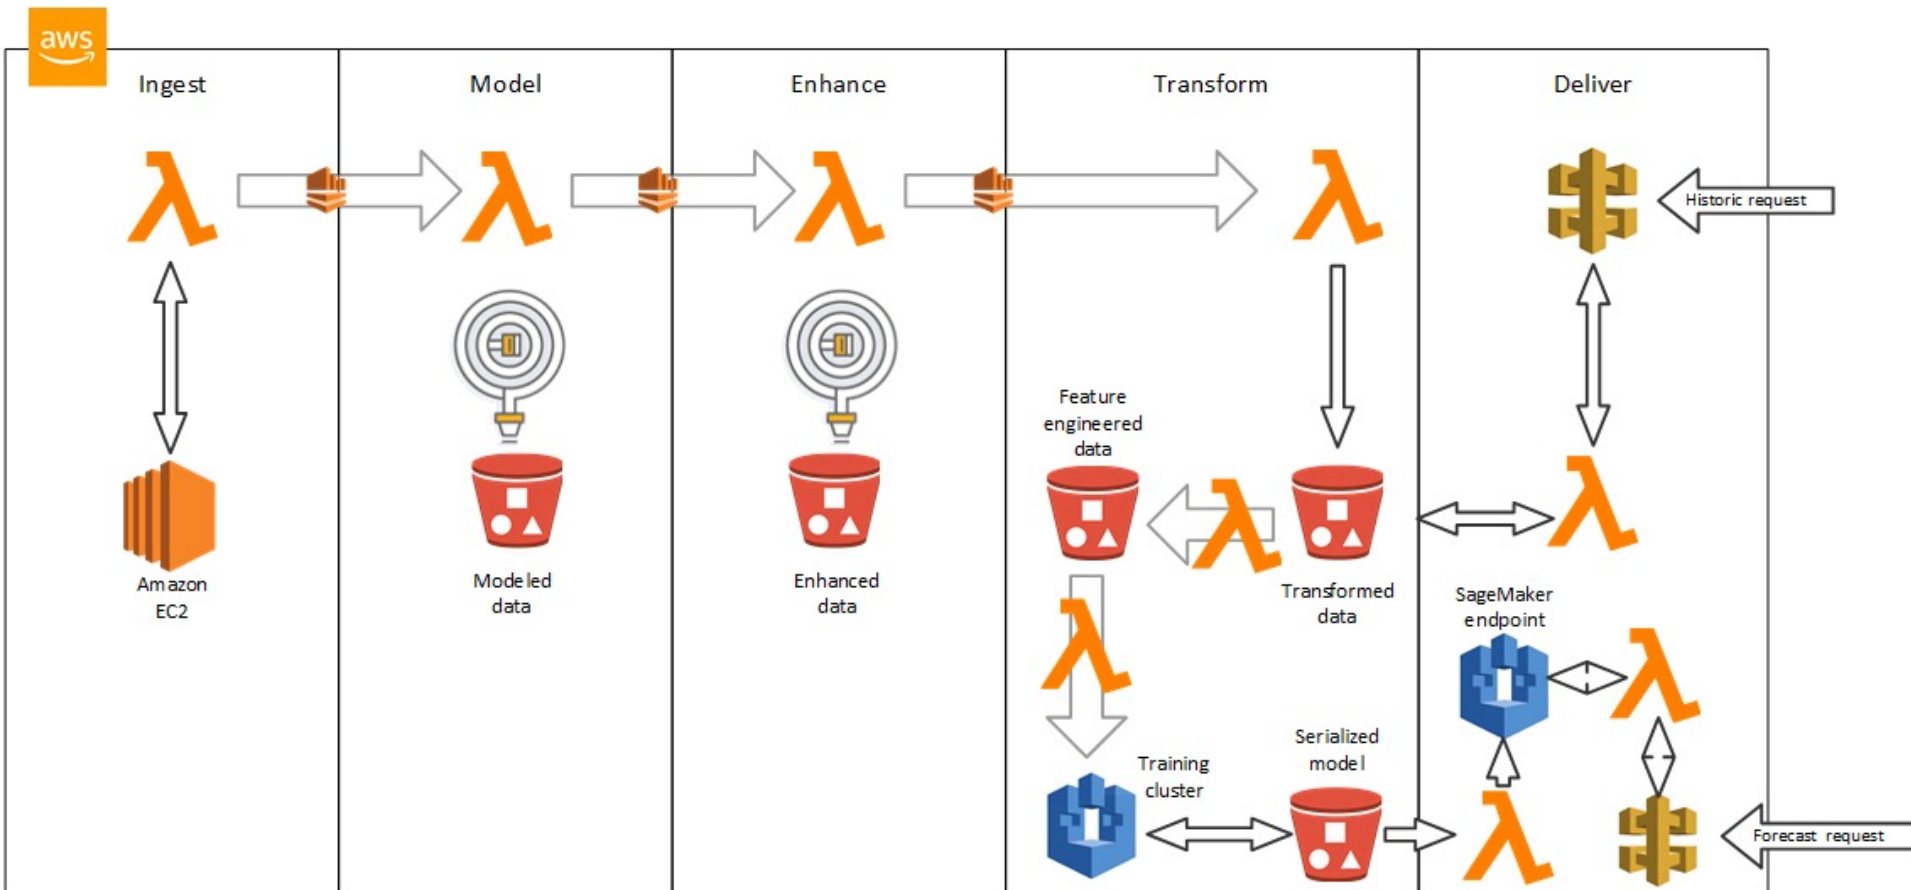 aws
Ingest
Model
Enhance
Transform
Deliver
Historic request
Feature
engineered
data
Amazon
EC2
Modeled
data
Enhanced
data
Transformed
data
SageMaker
endpoint
Training
cluster
Serialized
model
Forecast request